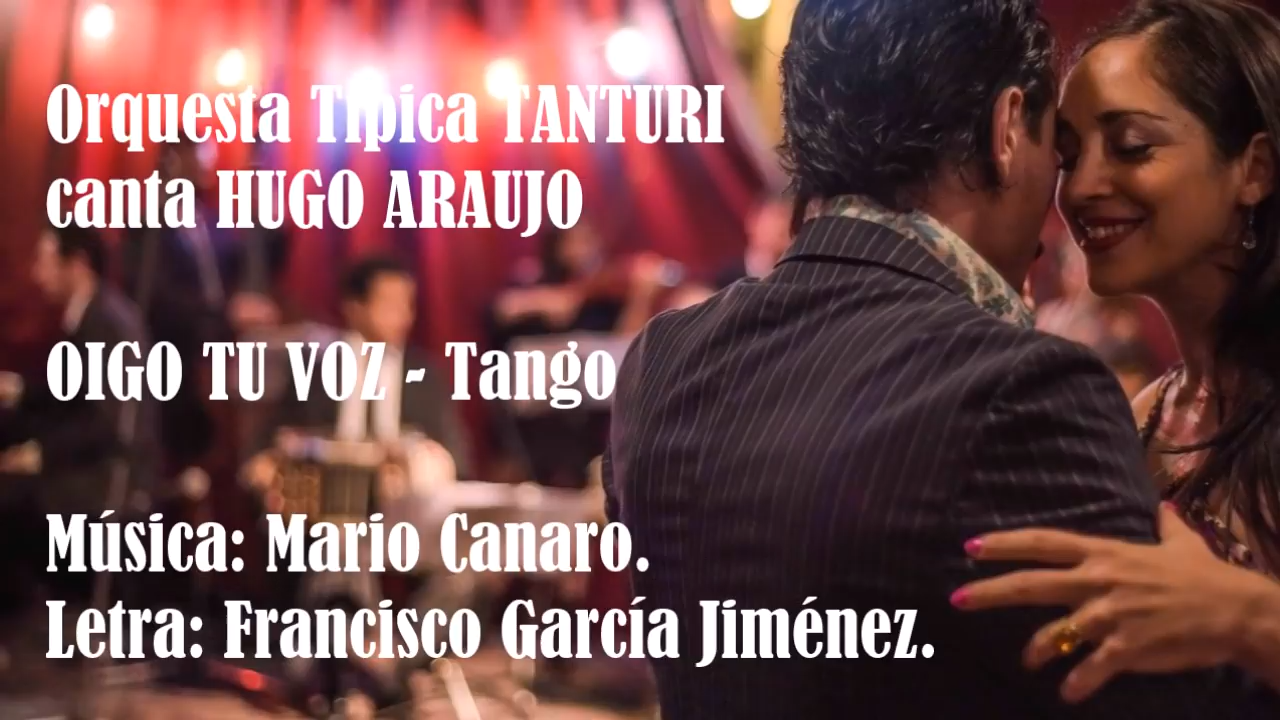 Orquesta Típica TANTURI
canta HUGO ARAUJO
OIGO TU VOZ - Tango
Música: Mario Canaro.
Letra: Francisco García Jiménez.